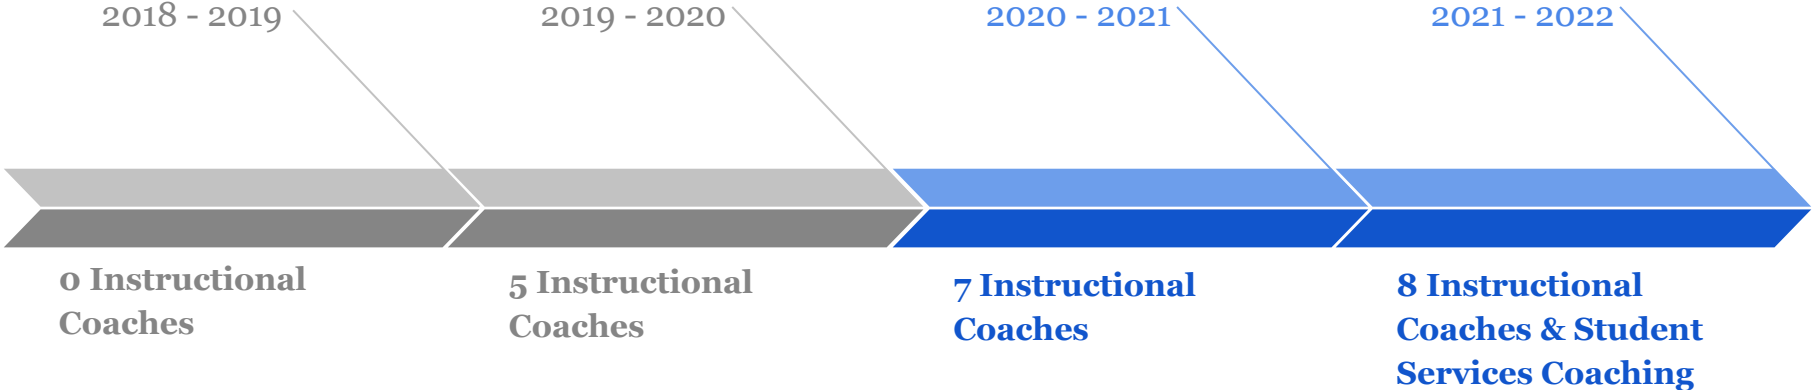 2018 - 2019
2019 - 2020
2020 - 2021
2021 - 2022
0 Instructional
Coaches
5 Instructional
Coaches
7 Instructional
Coaches
8 Instructional
Coaches & Student
Services Coaching